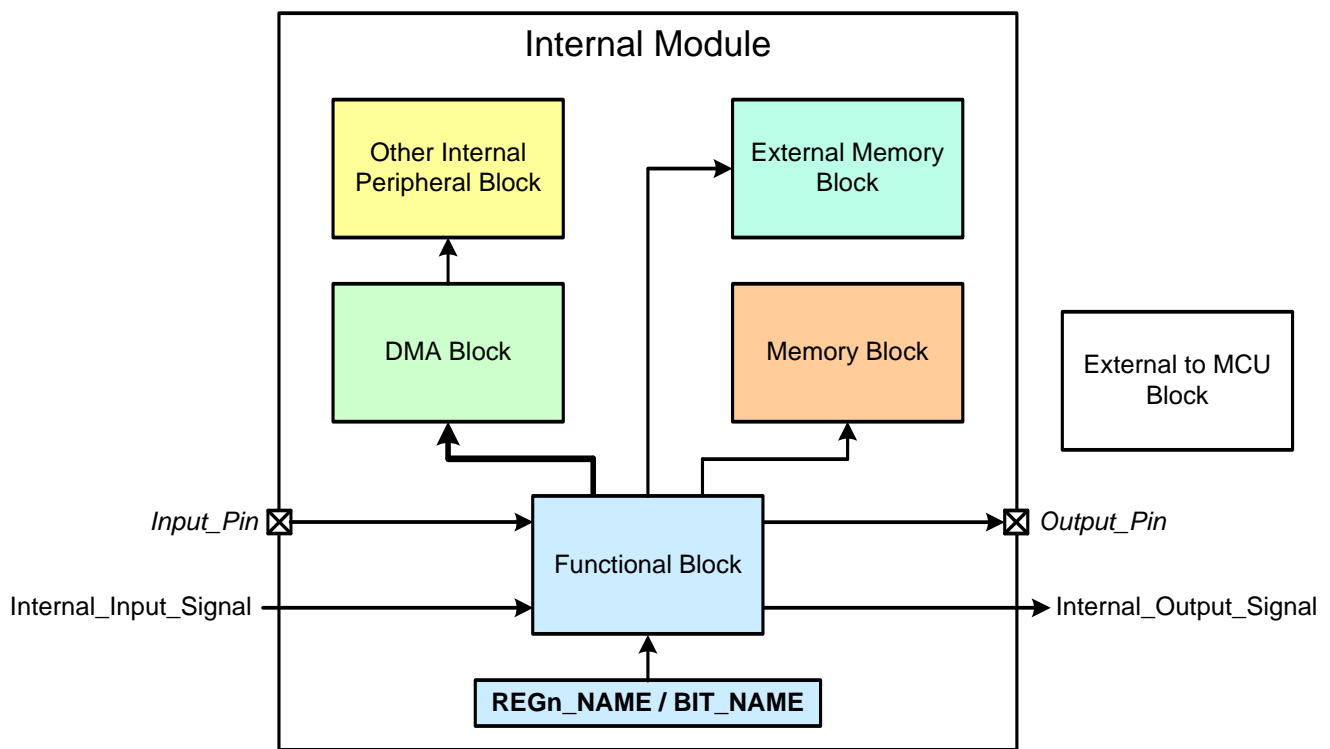 Internal Module
Other Internal
Peripheral Block
External Memory
Block
DMA Block
Memory Block
External to MCU
Block
Input_Pin
Output_Pin
Functional Block
Internal_Input_Signal
Internal_Output_Signal
REGn_NAME / BIT_NAME